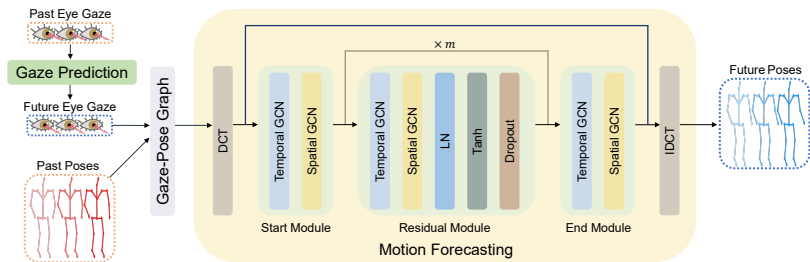 Past Eye Gaze
Gaze Prediction
Future Eye Gaze
Past Poses
Gaze-Pose Graph
DCT
Temporal GCN
Spatial GCN
Start Module
× m
Temporal GCN
Spatial GCN
LN
Tanh
Dropout
Residual Module
Temporal GCN
Spatial GCN
End Module
IDCT
Motion Forecasting
Future Poses